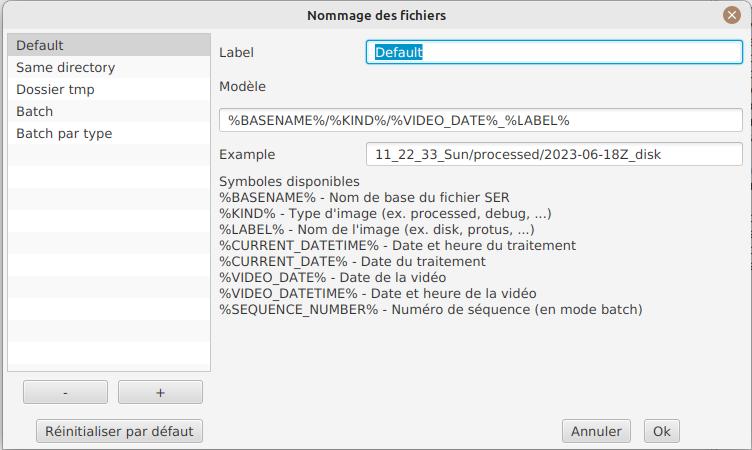 Nommage des fichiers
Default
Same directory
Dossier tmp
Batch
Batch par type
-
+
Réinitialiser par défaut
Label
Default
Modèle
%BASENAME%/%KIND%/%VIDEO_DATE%_%LABEL%
Example
11_22_33_Sun/processed/2023-06-18Z_disk
Symboles disponibles
%BASENAME% - Nom de base du fichier SER
%KIND% - Type d'image (ex. processed, debug, ...)
%LABEL% - Nom de l'image (ex. disk, protus, ...)
%CURRENT_DATETIME% - Date et heure du traitement
%CURRENT_DATE% - Date du traitement
%VIDEO_DATE% - Date de la vidéo
%VIDEO_DATETIME% - Date et heure de la vidéo
%SEQUENCE_NUMBER% - Numéro de séquence (en mode batch)
Annuler
Ok